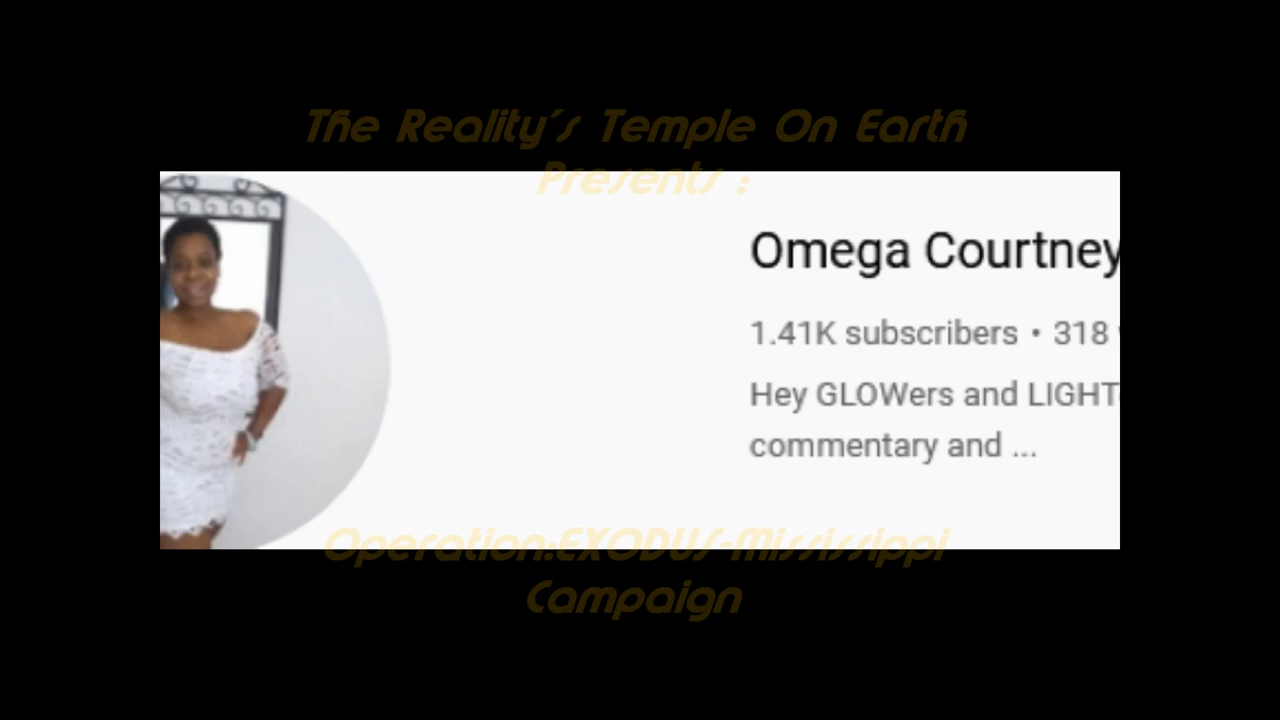 The Reality's Temple On Earth
Presents :
Omega Courtney
1.41K subscribers • 318
Hey GLOWers and LIGHT
commentary and ...
Operation:EXODUS-Mississippi
Campaign